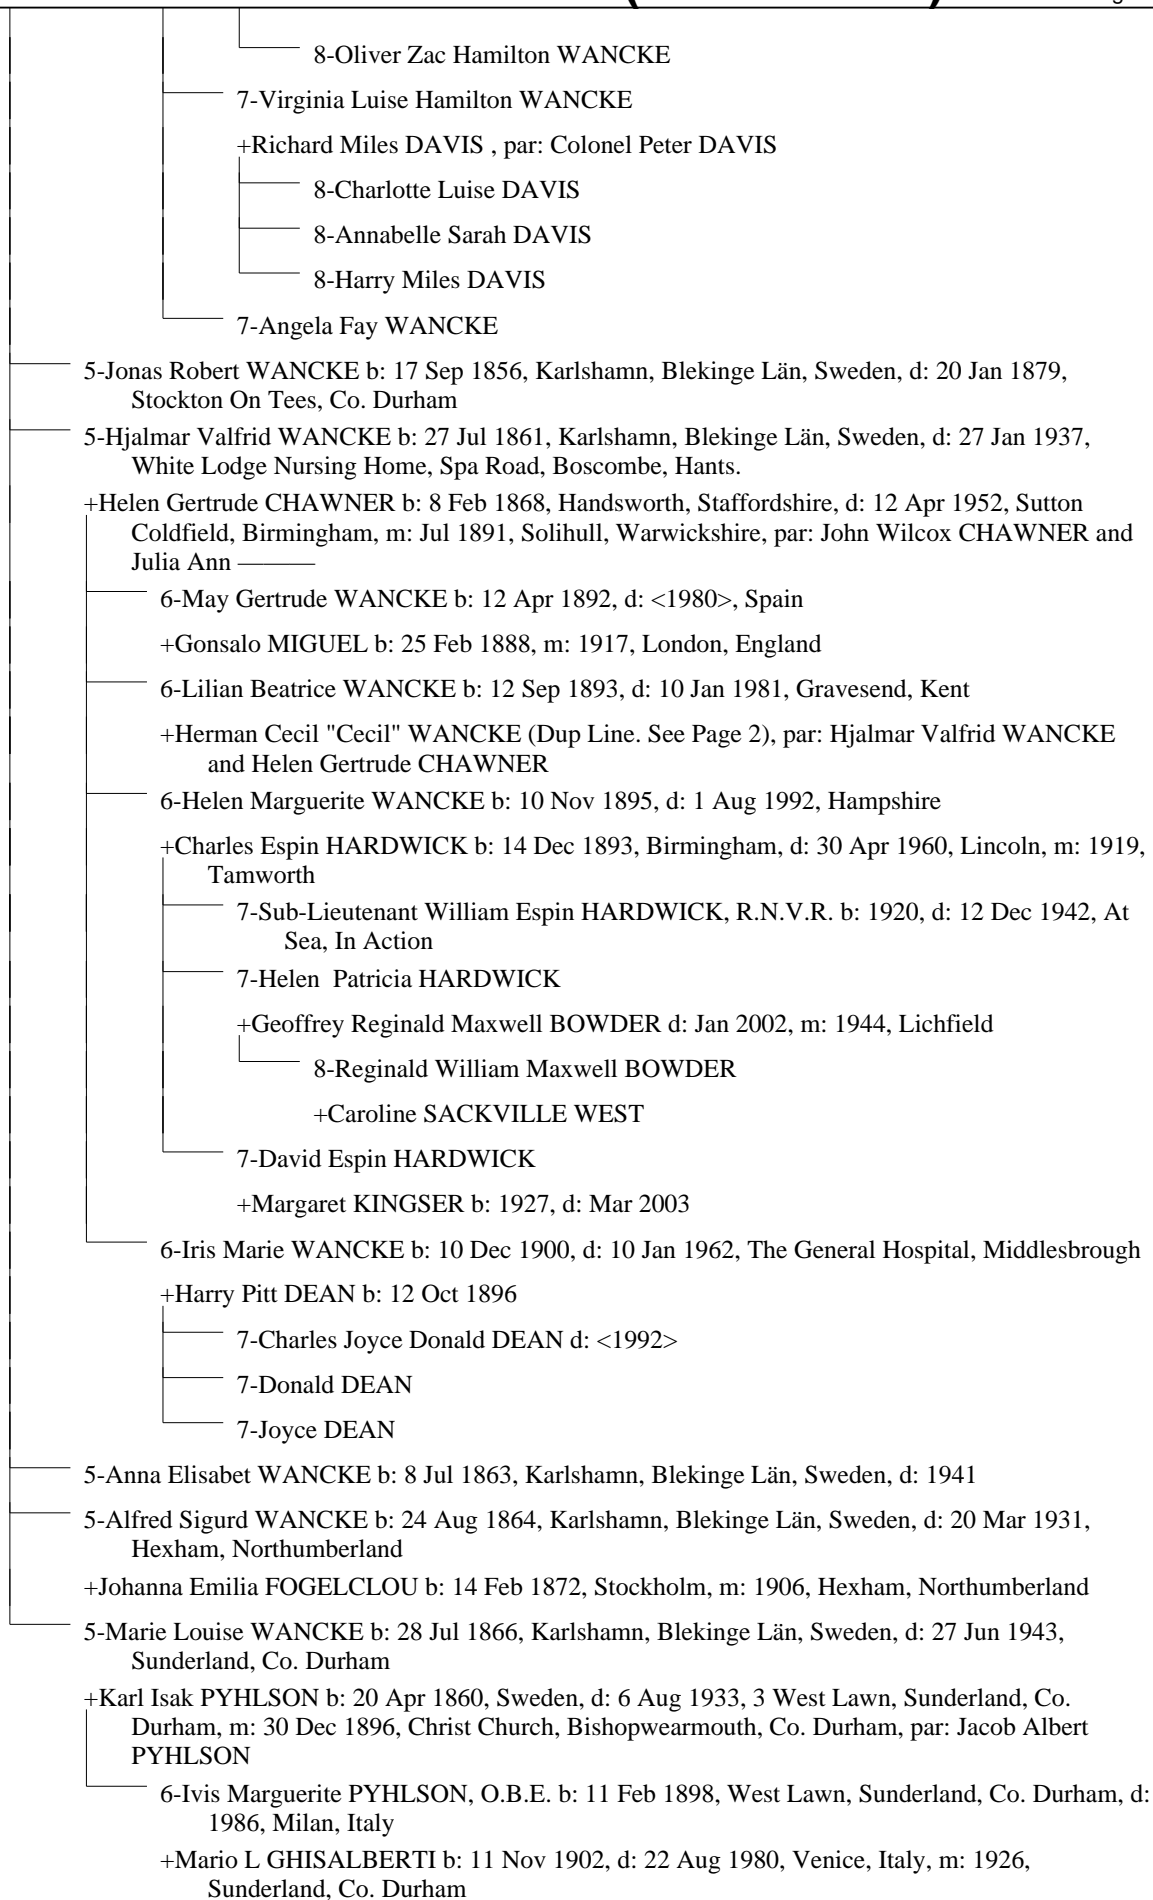 8-Oliver Zac Hamilton WANCKE
7-Virginia Luise Hamilton WANCKE
+Richard Miles DAVIS , par: Colonel Peter DAVIS
8-Charlotte Luise DAVIS
8-Annabelle Sarah DAVIS
8-Harry Miles DAVIS
7-Angela Fay WANCKE
5-Jonas Robert WANCKE b: 17 Sep 1856, Karlshamn, Blekinge Län, Sweden, d: 20 Jan 1879,
Stockton On Tees, Co. Durham
5-Hjalmar Valfrid WANCKE b: 27 Jul 1861, Karlshamn, Blekinge Län, Sweden, d: 27 Jan 1937,
White Lodge Nursing Home, Spa Road, Boscombe, Hants.
+Helen Gertrude CHAWNER b: 8 Feb 1868, Handsworth, Staffordshire, d: 12 Apr 1952, Sutton
Coldfield, Birmingham, m: Jul 1891, Solihull, Warwickshire, par: John Wilcox CHAWNER and
Julia Ann ———
6-May Gertrude WANCKE b: 12 Apr 1892, d: <1980>, Spain
+Gonsalo MIGUEL b: 25 Feb 1888, m: 1917, London, England
6-Lilian Beatrice WANCKE b: 12 Sep 1893, d: 10 Jan 1981, Gravesend, Kent
+Herman Cecil "Cecil" WANCKE (Dup Line. See Page 2), par: Hjalmar Valfrid WANCKE
and Helen Gertrude CHAWNER
6-Helen Marguerite WANCKE b: 10 Nov 1895, d: 1 Aug 1992, Hampshire
+Charles Espin HARDWICK b: 14 Dec 1893, Birmingham, d: 30 Apr 1960, Lincoln, m: 1919,
Tamworth
7-Sub-Lieutenant William Espin HARDWICK, R.N.V.R. b: 1920, d: 12 Dec 1942, At
Sea, In Action
7-Helen  Patricia HARDWICK
+Geoffrey Reginald Maxwell BOWDER d: Jan 2002, m: 1944, Lichfield
8-Reginald William Maxwell BOWDER
+Caroline SACKVILLE WEST
7-David Espin HARDWICK
+Margaret KINGSER b: 1927, d: Mar 2003
6-Iris Marie WANCKE b: 10 Dec 1900, d: 10 Jan 1962, The General Hospital, Middlesbrough
+Harry Pitt DEAN b: 12 Oct 1896
7-Charles Joyce Donald DEAN d: <1992>
7-Donald DEAN
7-Joyce DEAN
5-Anna Elisabet WANCKE b: 8 Jul 1863, Karlshamn, Blekinge Län, Sweden, d: 1941
5-Alfred Sigurd WANCKE b: 24 Aug 1864, Karlshamn, Blekinge Län, Sweden, d: 20 Mar 1931,
Hexham, Northumberland
+Johanna Emilia FOGELCLOU b: 14 Feb 1872, Stockholm, m: 1906, Hexham, Northumberland
5-Marie Louise WANCKE b: 28 Jul 1866, Karlshamn, Blekinge Län, Sweden, d: 27 Jun 1943,
Sunderland, Co. Durham
+Karl Isak PYHLSON b: 20 Apr 1860, Sweden, d: 6 Aug 1933, 3 West Lawn, Sunderland, Co.
Durham, m: 30 Dec 1896, Christ Church, Bishopwearmouth, Co. Durham, par: Jacob Albert
PYHLSON
6-Ivis Marguerite PYHLSON, O.B.E. b: 11 Feb 1898, West Lawn, Sunderland, Co. Durham, d:
1986, Milan, Italy
+Mario L GHISALBERTI b: 11 Nov 1902, d: 22 Aug 1980, Venice, Italy, m: 1926,
Sunderland, Co. Durham